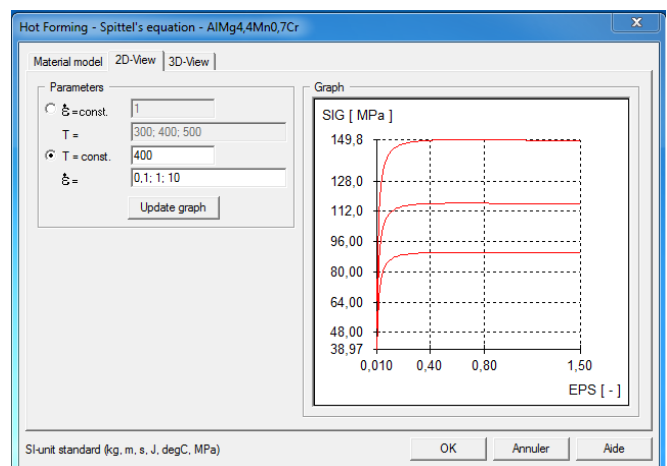 Hot Forming - Spittel's equation - AlMg4,4Mn0,7Cr
X
Material model 2D-View 3D-View
Parameters
ε̇ =const. 1
T = 300; 400; 500
T = const. 400
ε̇ = 0,1; 1; 10
Update graph
Graph
SIG [ MPa ]
149,8
128,0
112,0
96,00
80,00
64,00
48,00
38,97
0,010 0,40 0,80 1,50
EPS [ - ]
SI-unit standard (kg, m, s, J, degC, MPa)
OK Annuler Aide